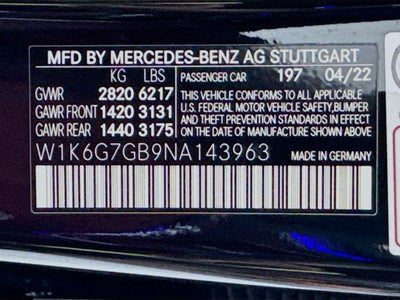 MFD BY MERCEDES-BENZ AG STUTTGART
KG LBS PASSENGER CAR 197 04/22
GVWR 2820 6217 THIS VEHICLE CONFORMS TO ALL APPLICABLE
GAWR FRONT 1420 3131 U.S. FEDERAL MOTOR VEHICLE SAFETY, BUMPER
GAWR REAR 1440 3175 AND THEFT PREVENTION STANDARDS IN EFFECT
ON THE DATE OF MANUFACTURE SHOWN ABOVE.
W1K6G7GB9NA143963 MADE IN GERMANY